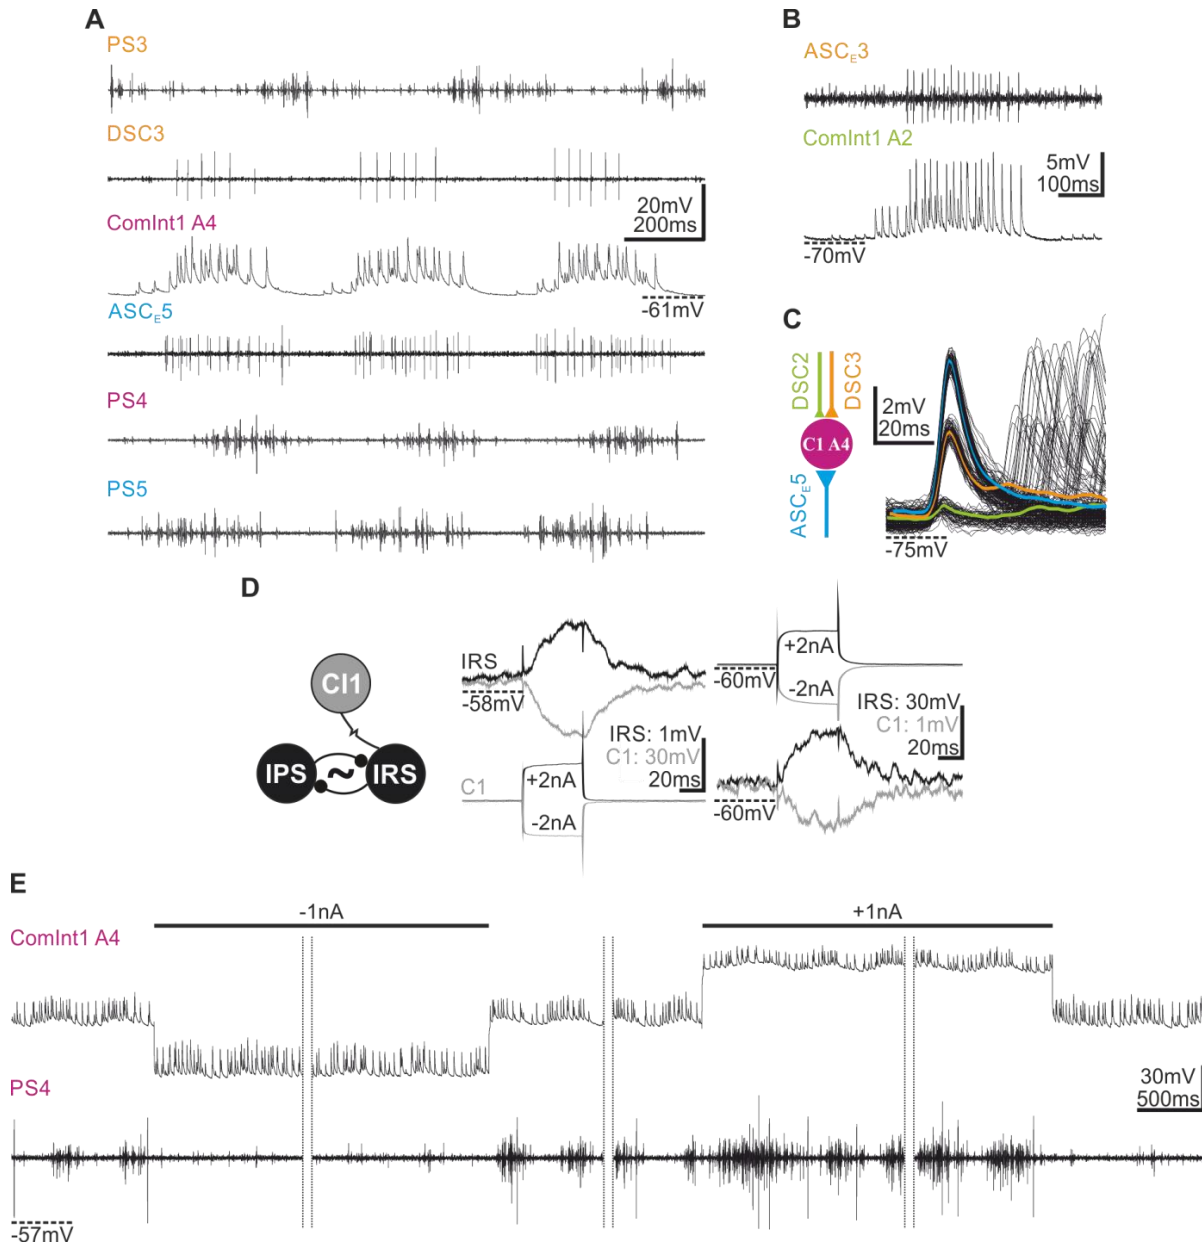 A
PS3
DSC3
20mV
200ms
ComInt1 A4
-61mV
ASCE5
PS4
PS5
B
ASCE3
ComInt1 A2
5mV
100ms
-70mV
C
DSC2
DSC3
C1 A4
ASCE5
2mV
20ms
-75mV
D
CI1
IPS
~
IRS
IRS
-58mV
IRS: 1mV
C1: 30mV
20ms
C1
+2nA
-2nA
+2nA
-60mV
-2nA
IRS: 30mV
C1: 1mV
20ms
-60mV
E
-1nA
+1nA
ComInt1 A4
PS4
30mV
500ms
-57mV